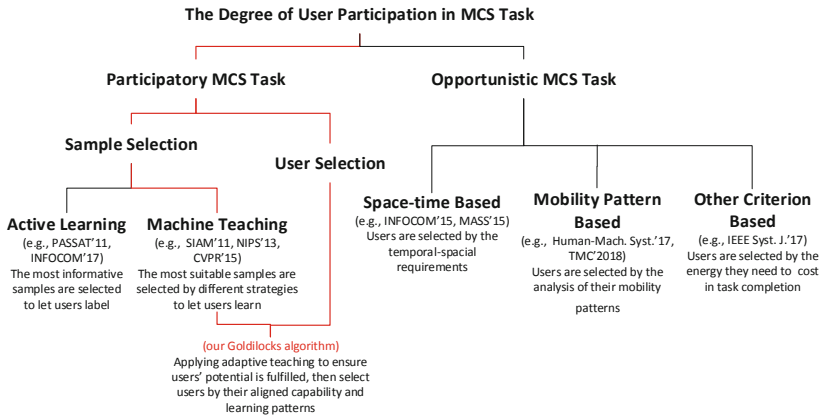 The Degree of User Participation in MCS Task
Participatory MCS Task
Opportunistic MCS Task
Sample Selection
User Selection
Active Learning
(e.g., PASSAT'11,
INFOCOM'17)
The most informative
samples are selected
to let users label
Machine Teaching
(e.g., SIAM'11, NIPS'13,
CVPR'15)
The most suitable samples are
selected by different strategies
to let users learn
Space-time Based
(e.g., INFOCOM'15, MASS'15)
Users are selected by the
temporal-spacial
requirements
Mobility Pattern
Based
(e.g., Human-Mach. Syst.'17,
TMC'2018)
Users are selected by the
analysis of their mobility
patterns
Other Criterion
Based
(e.g., IEEE Syst. J.'17)
Users are selected by the
energy they need to cost
in task completion
(our Goldilocks algorithm)
Applying adaptive teaching to ensure
users' potential is fulfilled, then select
users by their aligned capability and
learning patterns